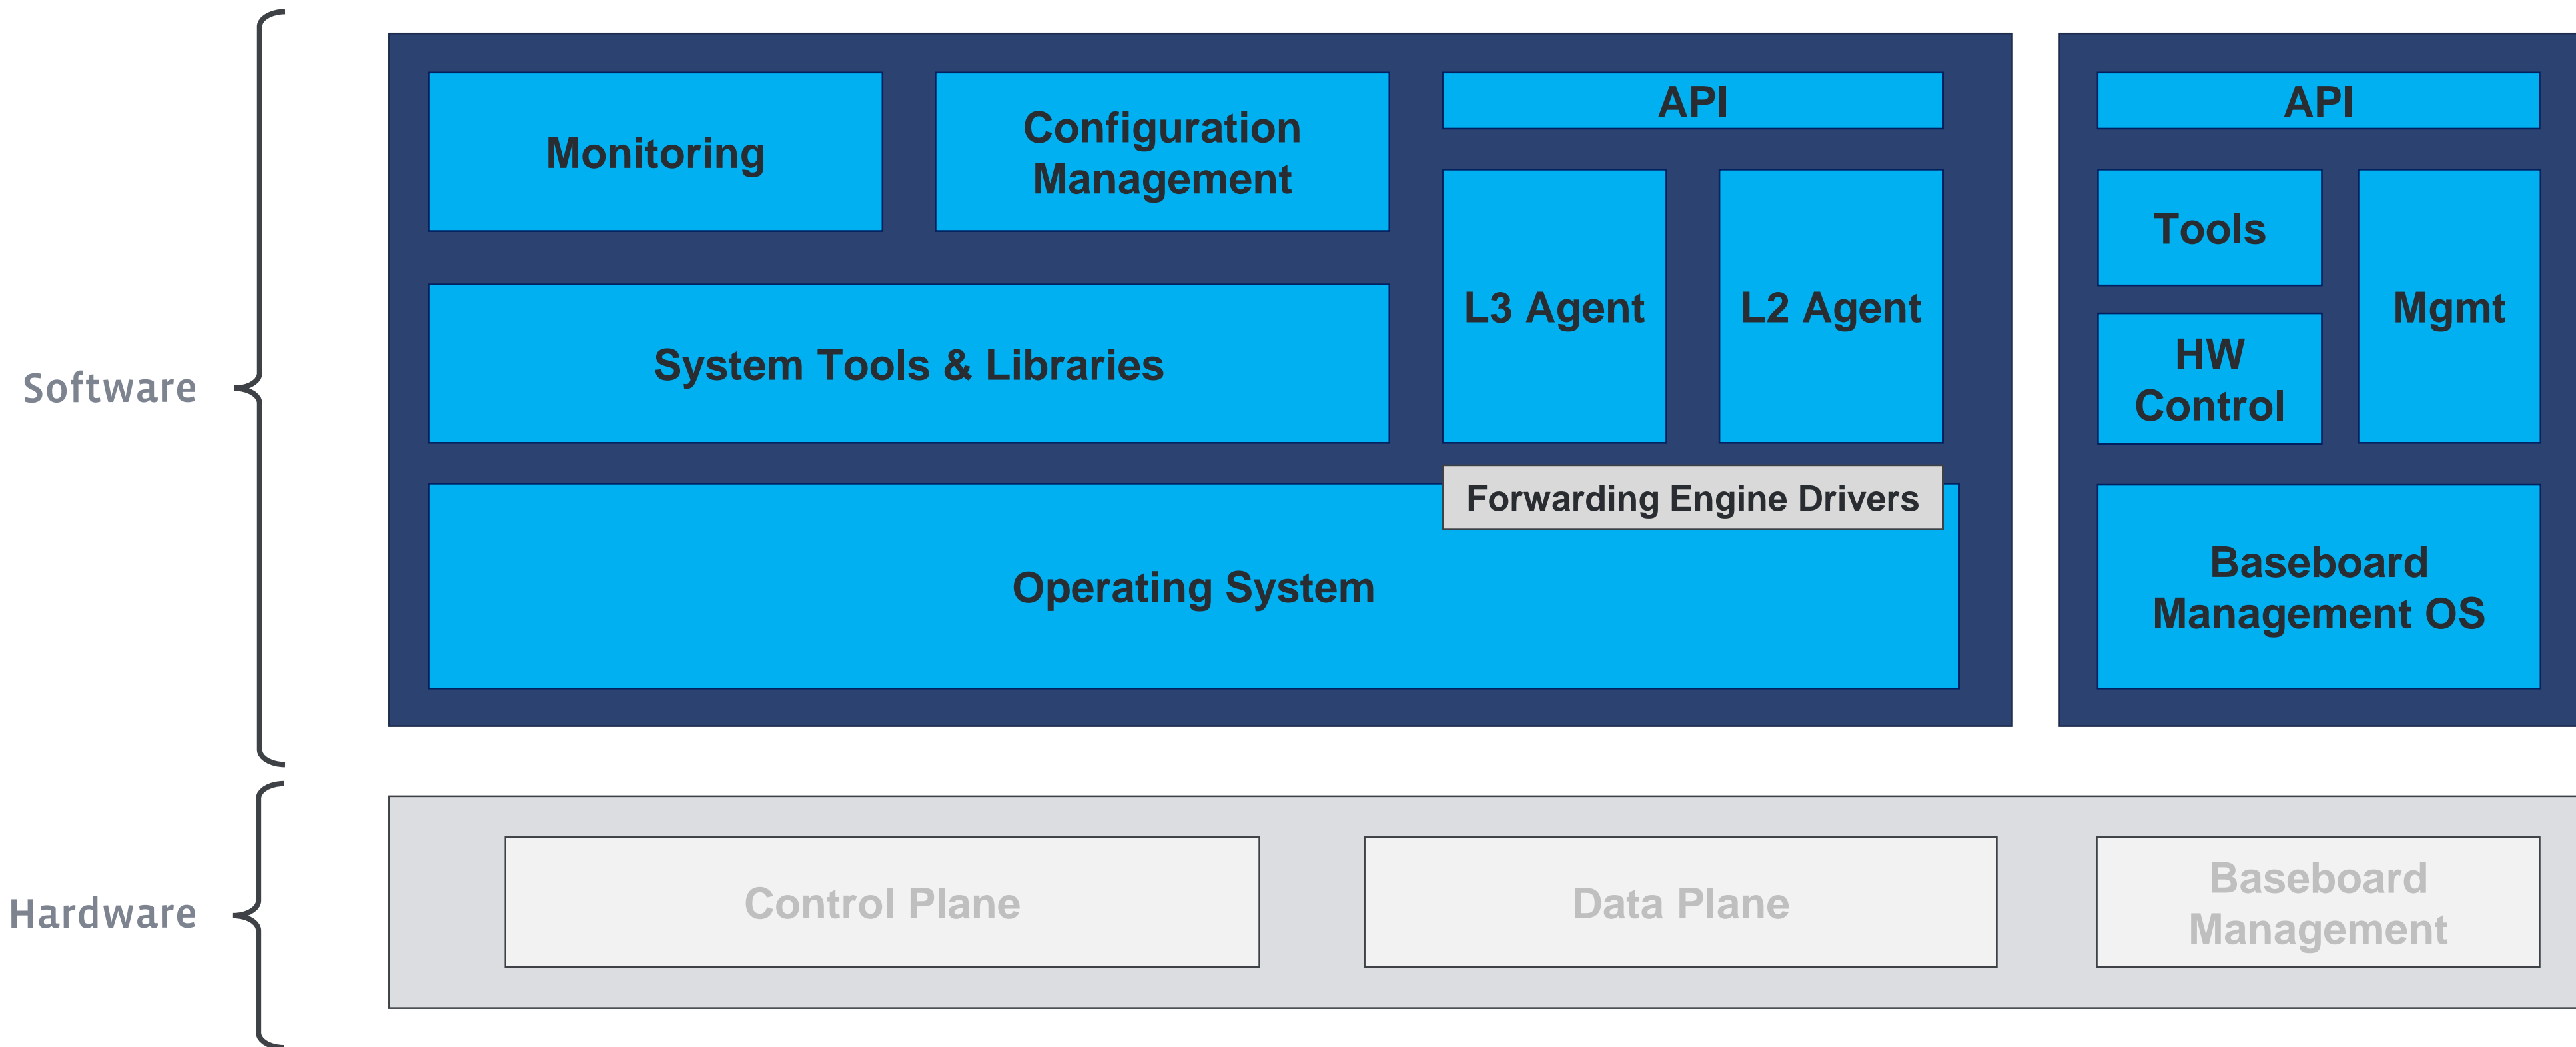 Software
Monitoring
Configuration
Management
API
L3 Agent
L2 Agent
System Tools & Libraries
Forwarding Engine Drivers
Operating System
API
Tools
HW
Control
Mgmt
Baseboard
Management OS
Hardware
Control Plane
Data Plane
Baseboard
Management